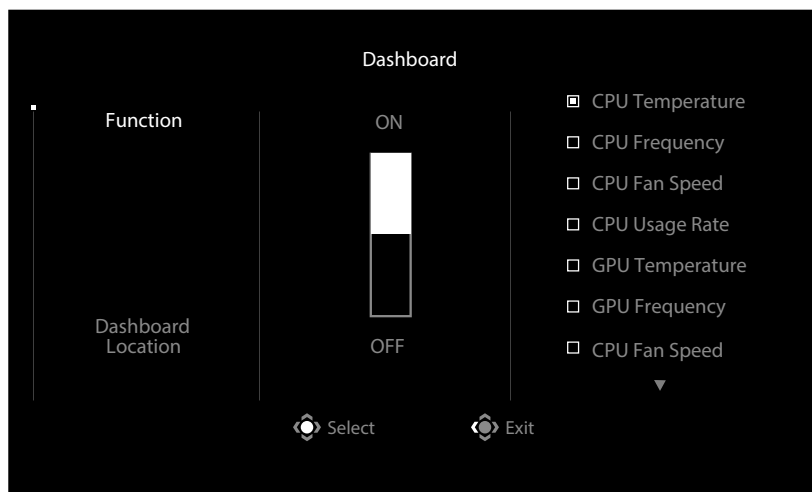 Dashboard
Function
Dashboard
Location
ON
OFF
CPU Temperature
CPU Frequency
CPU Fan Speed
CPU Usage Rate
GPU Temperature
GPU Frequency
CPU Fan Speed
Select
Exit